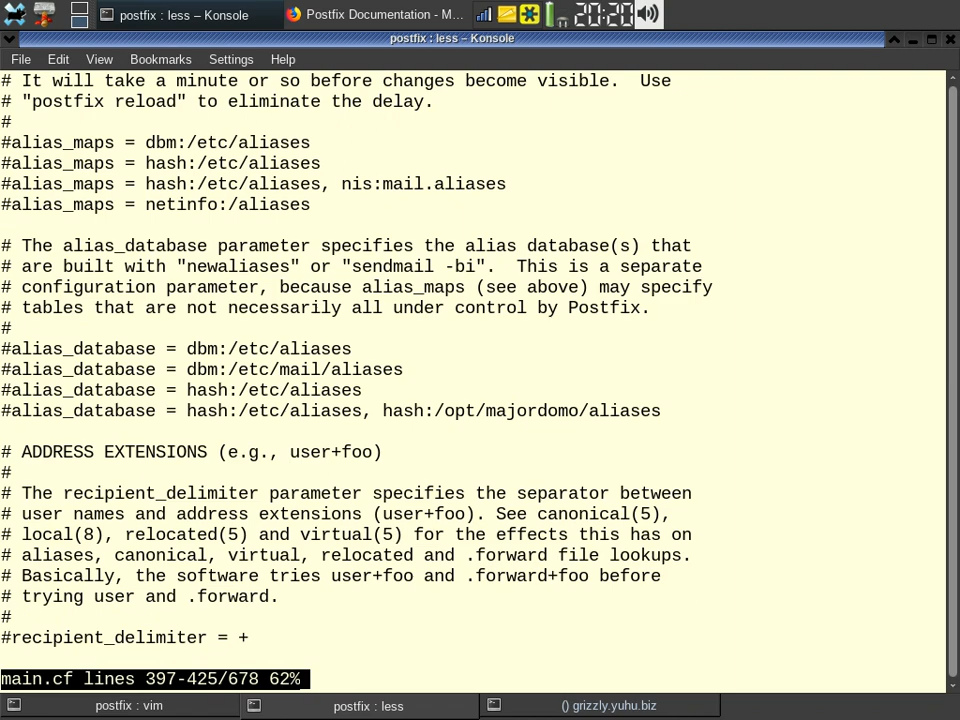 postfix : less – Konsole
Postfix Documentation - M...
20:20
postfix : less – Konsole
File Edit View Bookmarks Settings Help
# It will take a minute or so before changes become visible.  Use
# "postfix reload" to eliminate the delay.
#
#alias_maps = dbm:/etc/aliases
#alias_maps = hash:/etc/aliases
#alias_maps = hash:/etc/aliases, nis:mail.aliases
#alias_maps = netinfo:/aliases
# The alias_database parameter specifies the alias database(s) that
# are built with "newaliases" or "sendmail -bi".  This is a separate
# configuration parameter, because alias_maps (see above) may specify
# tables that are not necessarily all under control by Postfix.
#
#alias_database = dbm:/etc/aliases
#alias_database = dbm:/etc/mail/aliases
#alias_database = hash:/etc/aliases
#alias_database = hash:/etc/aliases, hash:/opt/majordomo/aliases
# ADDRESS EXTENSIONS (e.g., user+foo)
#
# The recipient_delimiter parameter specifies the separator between
# user names and address extensions (user+foo). See canonical(5),
# local(8), relocated(5) and virtual(5) for the effects this has on
# aliases, canonical, virtual, relocated and .forward file lookups.
# Basically, the software tries user+foo and .forward+foo before
# trying user and .forward.
#
#recipient_delimiter = +
main.cf lines 397-425/678 62%
postfix : vim
postfix : less
() grizzly.yuhu.biz